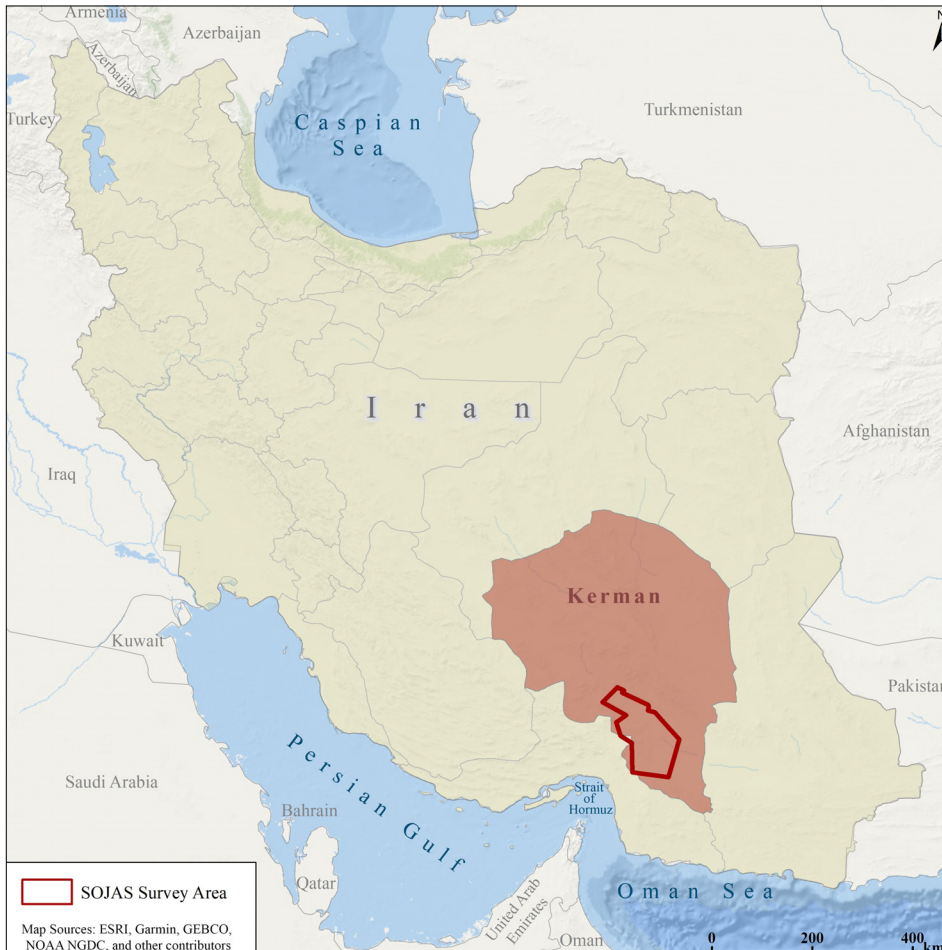 Armenia
Azerbaijan
Azerbaijan
N
Turkey
Caspian
Sea
Turkmenistan
Iran
Afghanistan
Iraq
Kerman
Kuwait
Pakistan
Persian Gulf
Saudi Arabia
Strait
of
Hormuz
Bahrain
Qatar
United Arab
Emirates
Oman Sea
Oman
SOJAS Survey Area
Map Sources: ESRI, Garmin, GEBCO,
NOAA NGDC, and other contributors
0 200 400
km